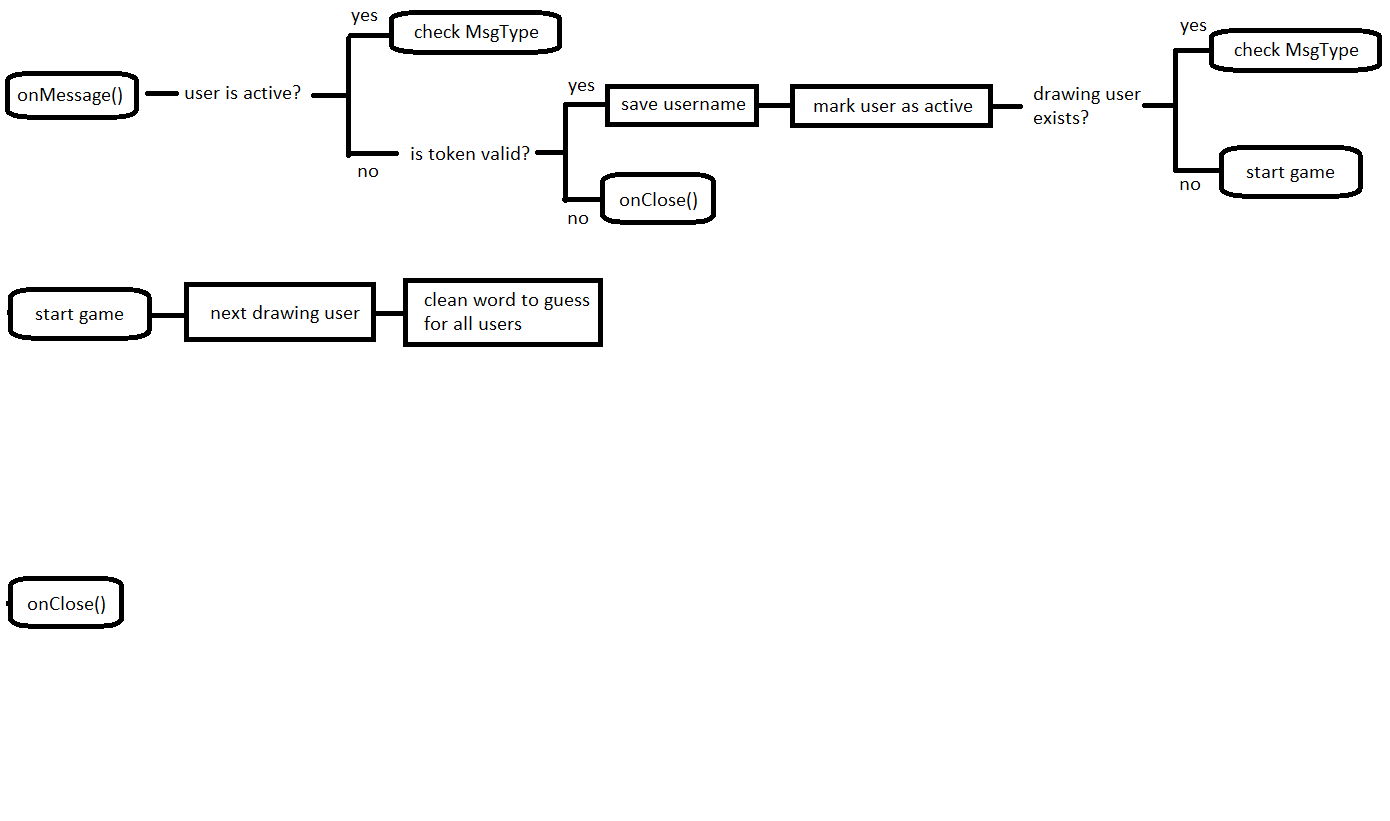 yes
check MsgType
onMessage()
user is active?
no
is token valid?
yes
save username
mark user as active
drawing user
exists?
yes
check MsgType
no
start game
no
onClose()
start game
next drawing user
clean word to guess
for all users
onClose()